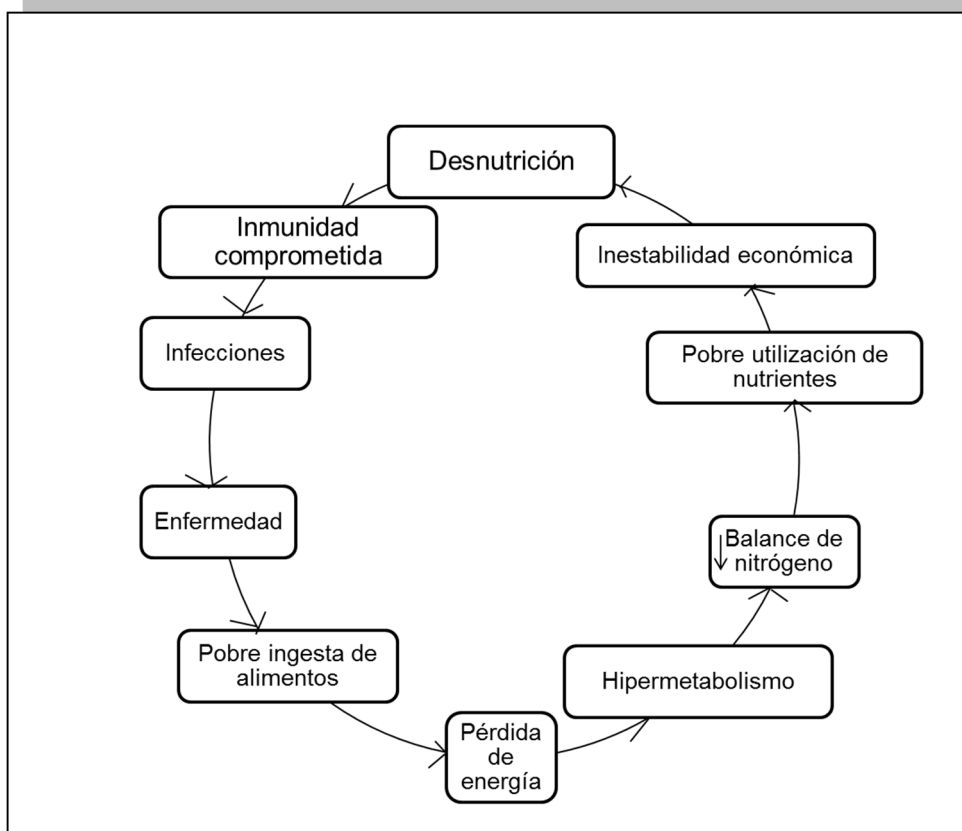 Desnutrición
Inmunidad
comprometida
Infecciones
Enfermedad
Pobre ingesta de
alimentos
Pérdida
de
energía
Hipermetabolismo
↓Balance de
nitrógeno
Pobre utilización de
nutrientes
Inestabilidad económica